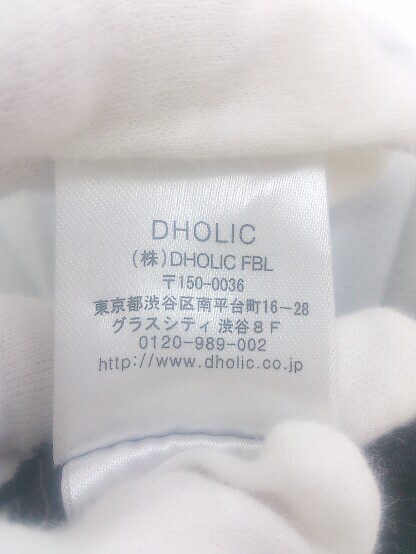 DHOLIC
(株)DHOLIC FBL
〒150-0036
東京都渋谷区南平台町16-28
グラスシティ渋谷8F
0120-989-002
http://www.dholic.co.jp